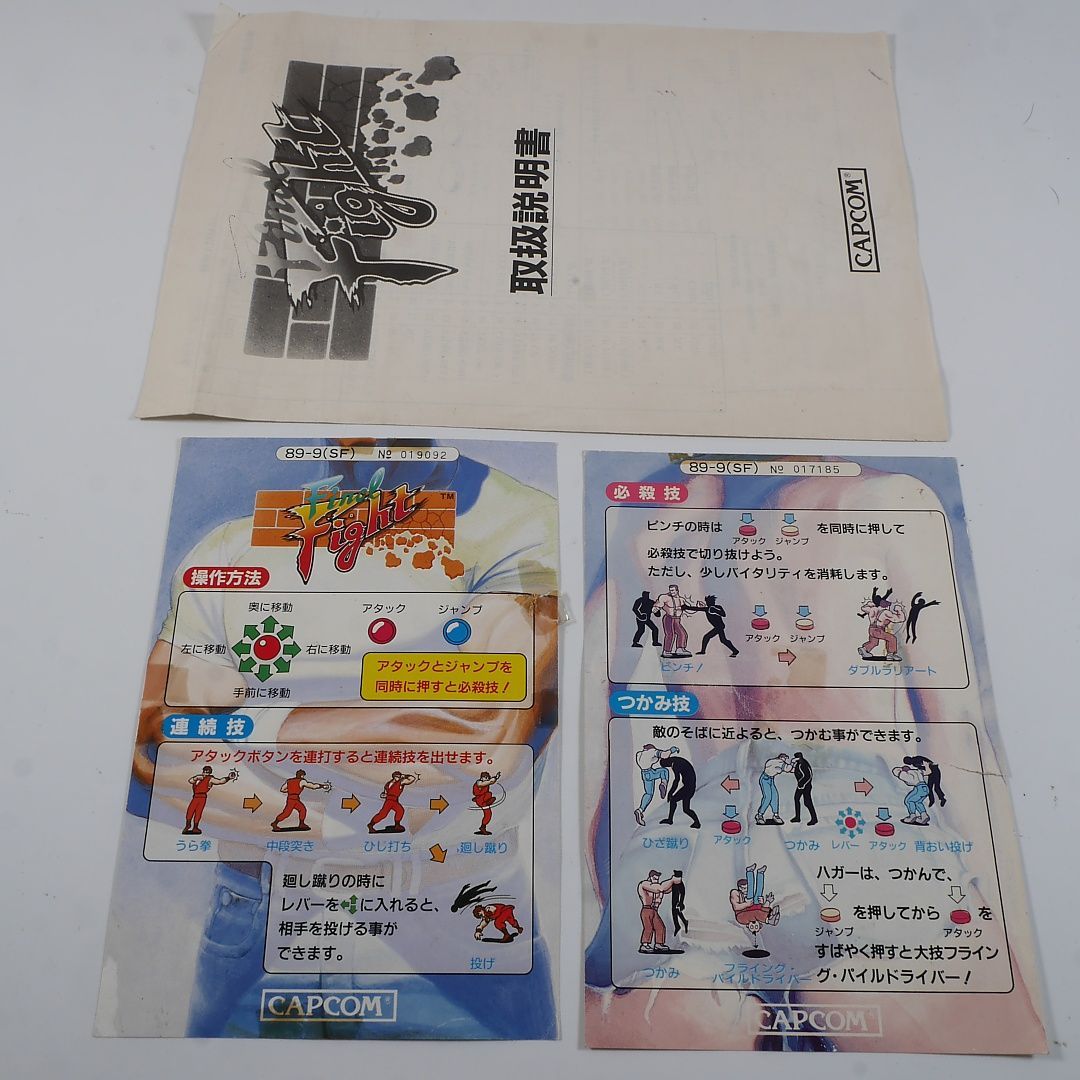 Final Fight
取扱説明書
CAPCOM®
89-9(SF) № 019092
Final Fight™
操作方法
奥に移動
左に移動
右に移動
手前に移動
アタック
ジャンプ
アタックとジャンプを
同時に押すと必殺技！
連続技
アタックボタンを連打すると連続技を出せます。
うら拳
中段突き
ひじ打ち
廻し蹴り
廻し蹴りの時に
レバーを に入れると、
相手を投げる事が
できます。
投げ
CAPCOM®
89-9(SF) № 017185
必殺技
ピンチの時は を同時に押して
アタック ジャンプ
必殺技で切り抜けよう。
ただし、少しバイタリティを消耗します。
アタック ジャンプ
ピンチ！
ダブルラリアート
つかみ技
敵のそばに近よると、つかむ事ができます。
ひざ蹴り
アタック
つかみ
レバー
アタック
背おい投げ
ハガーは、つかんで、
を押してから を
ジャンプ アタック
すばやく押すと大技フライン
グ・パイルドライバー！
つかみ
フライング・
パイルドライバー
CAPCOM®